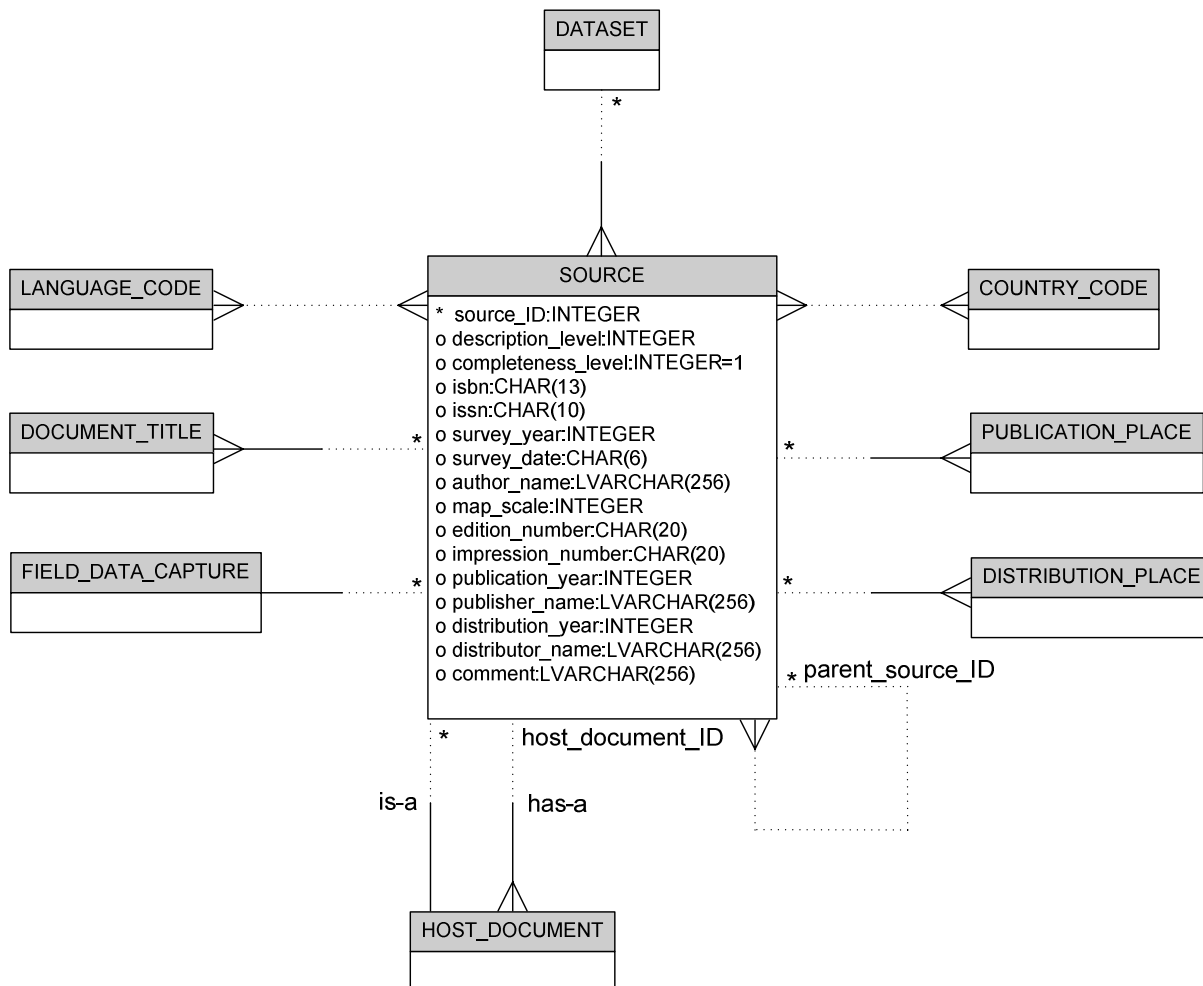 DATASET
*
LANGUAGE_CODE
DOCUMENT_TITLE
*
FIELD_DATA_CAPTURE
*
SOURCE
* source_ID:INTEGER
o description_level:INTEGER
o completeness_level:INTEGER=1
o isbn:CHAR(13)
o issn:CHAR(10)
o survey_year:INTEGER
o survey_date:CHAR(6)
o author_name:LVARCHAR(256)
o map_scale:INTEGER
o edition_number:CHAR(20)
o impression_number:CHAR(20)
o publication_year:INTEGER
o publisher_name:LVARCHAR(256)
o distribution_year:INTEGER
o distributor_name:LVARCHAR(256)
o comment:LVARCHAR(256)
COUNTRY_CODE
* PUBLICATION_PLACE
* DISTRIBUTION_PLACE
* parent_source_ID
* host_document_ID
is-a has-a
HOST_DOCUMENT